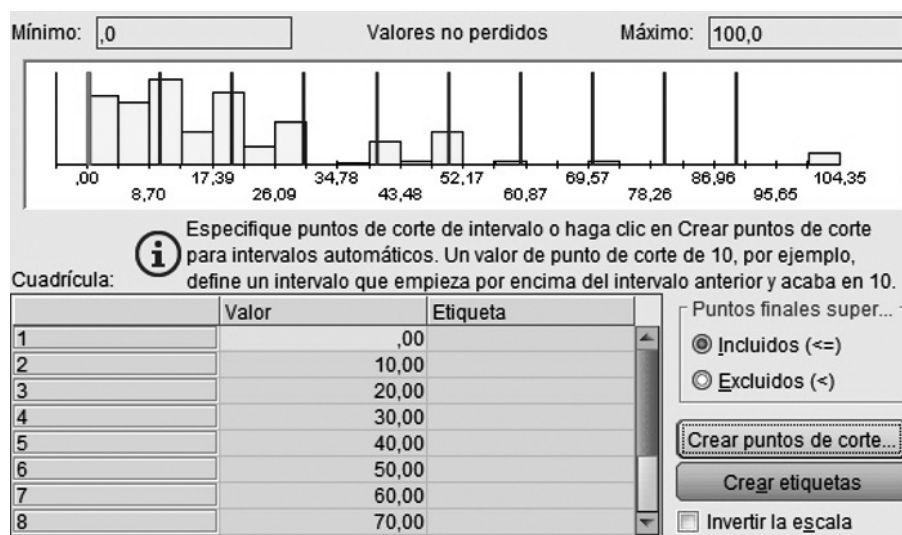 Mínimo: ,0 Valores no perdidos Máximo: 100,0
,00 17,39 34,78 52,17 69,57 86,96 104,35
8,70 26,09 43,48 60,87 78,26 95,65
Especifique puntos de corte de intervalo o haga clic en Crear puntos de corte
para intervalos automáticos. Un valor de punto de corte de 10, por ejemplo,
define un intervalo que empieza por encima del intervalo anterior y acaba en 10.
Cuadrícula:
Valor Etiqueta
1 ,00
2 10,00
3 20,00
4 30,00
5 40,00
6 50,00
7 60,00
8 70,00
Puntos finales super...
Incluidos (<=)
Excluidos (<)
Crear puntos de corte...
Crear etiquetas
Invertir la escala